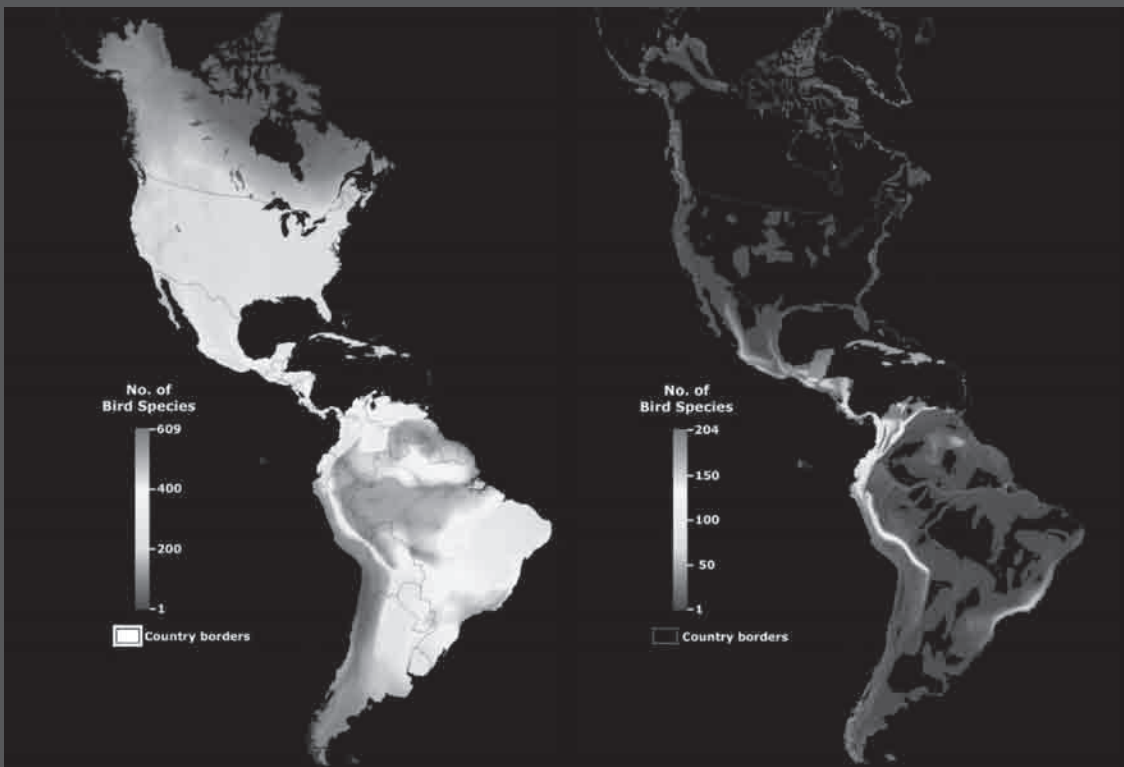 No. of
Bird Species
609
400
200
1
Country borders
No. of
Bird Species
204
150
100
50
1
Country borders